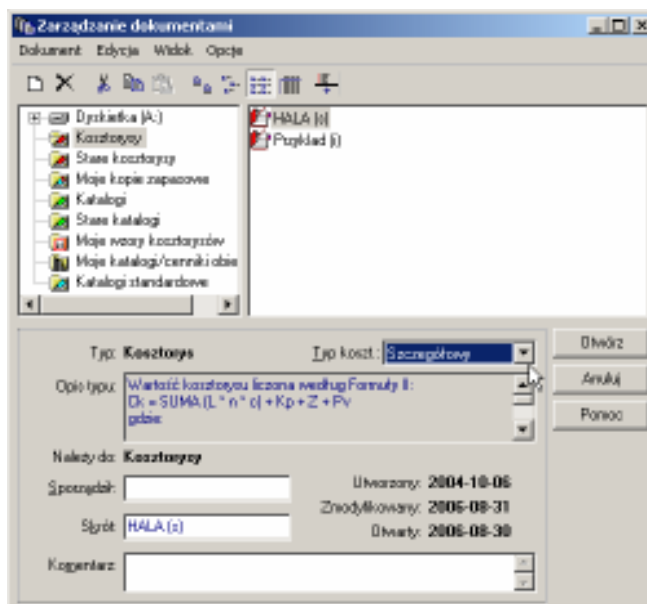 Zarządzanie dokumentami
Dokument Edycja Widok Opcje
Dyskietka (A:)
Kosztorysy
Stare kosztorysy
Moje kopie zapasowe
Katalogi
Stare katalogi
Moje wzory kosztorysów
Moje katalogi/cenniki obie
Katalogi standardowe
HALA (s)
Przykład (i)
Typ: Kosztorys Typ koszt.: Szczegółowy
Opis typu: Wartość kosztorysu liczona według Formuły II:
Ck = SUMA (L * n * c) + Kp + Z + Pv
gdzie:
Należy do: Kosztorysy
Sporządził:
Skrót: HALA (s)
Komentarz:
Utworzony: 2004-10-06
Zmodyfikowany: 2006-08-31
Otwarty: 2006-08-30
Otwórz
Anuluj
Pomoc